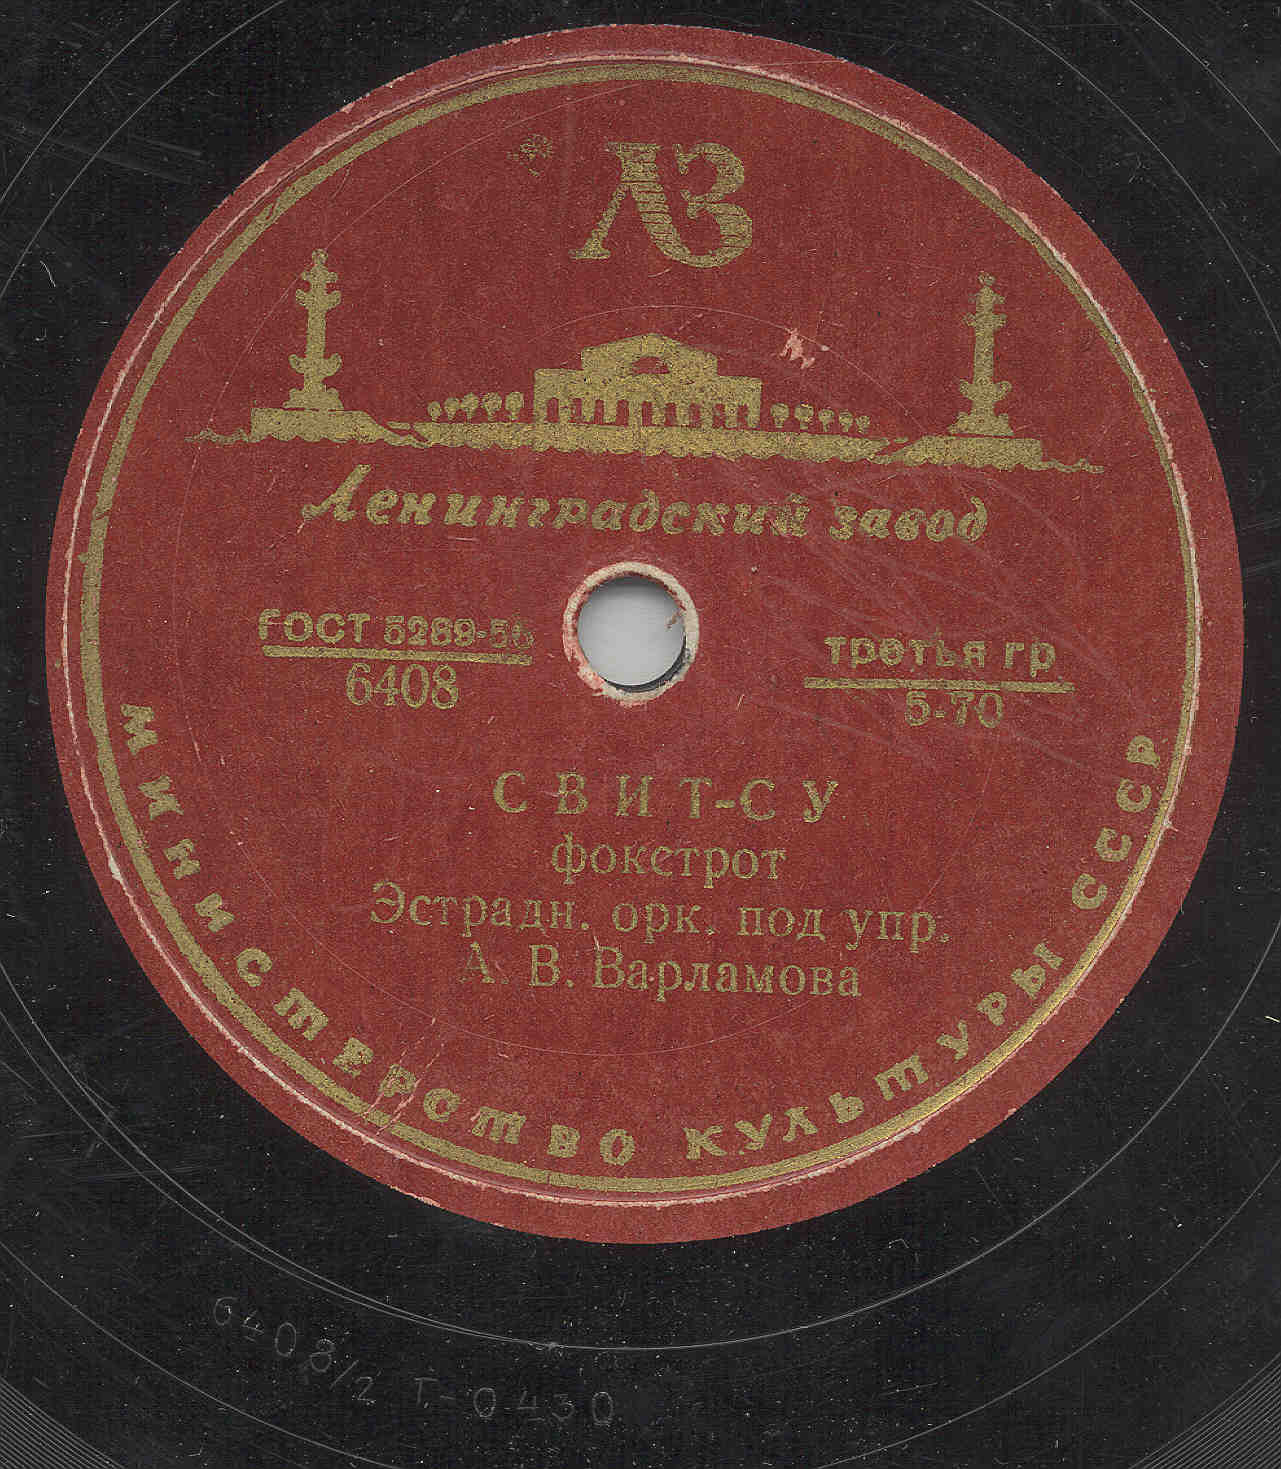 ЛЗ
Ленинградский завод
ГОСТ 5289-56
6408
третья гр
5-70
СВИТ-СУ
фокстрот
Эстрадн. орк. под упр.
А. В. Варламова
МИНИСТЕРСТВО КУЛЬТУРЫ СССР
6408/2 Т-0430